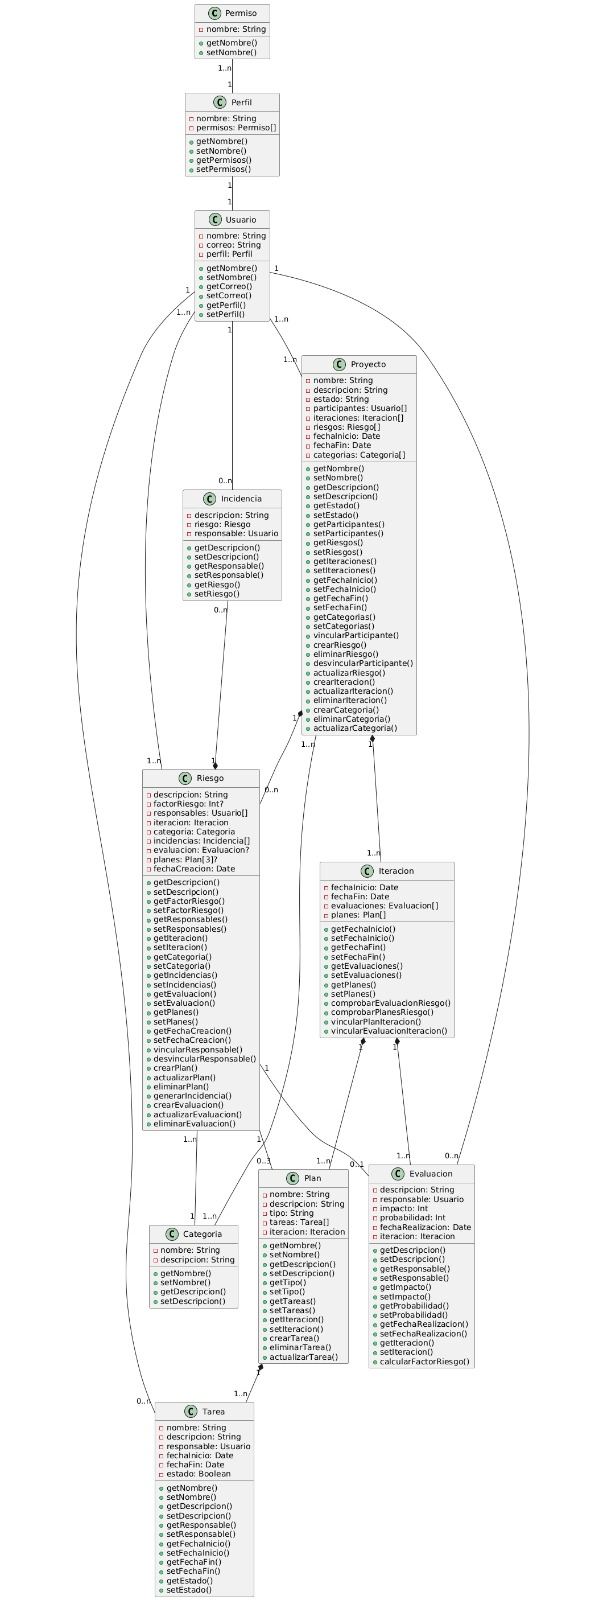 C Permiso
nombre: String
getNombre()
setNombre()
1..n
1
C Perfil
nombre: String
permisos: Permiso[]
getNombre()
setNombre()
getPermisos()
setPermisos()
1
1
C Usuario
nombre: String
correo: String
perfil: Perfil
getNombre()
setNombre()
getCorreo()
setCorreo()
getPerfil()
setPerfil()
1
1
1..n
1
1..n
1..n
C Proyecto
nombre: String
descripcion: String
estado: String
participantes: Usuario[]
iteraciones: Iteracion[]
riesgos: Riesgo[]
fechaInicio: Date
fechaFin: Date
categorias: Categoria[]
getNombre()
setNombre()
getDescripcion()
setDescripcion()
getEstado()
setEstado()
getParticipantes()
setParticipantes()
getRiesgos()
setRiesgos()
getIteraciones()
setIteraciones()
getFechaInicio()
setFechaInicio()
getFechaFin()
setFechaFin()
getCategorias()
setCategorias()
vincularParticipante()
crearRiesgo()
eliminarRiesgo()
desvincularParticipante()
actualizarRiesgo()
crearIteracion()
actualizarIteracion()
eliminarIteracion()
crearCategoria()
eliminarCategoria()
actualizarCategoria()
0..n
C Incidencia
descripcion: String
riesgo: Riesgo
responsable: Usuario
getDescripcion()
setDescripcion()
getResponsable()
setResponsable()
getRiesgo()
setRiesgo()
0..n
1
1..n
1
1..n
1
0..n
C Riesgo
descripcion: String
factorRiesgo: Int?
responsables: Usuario[]
iteracion: Iteracion
categoria: Categoria
incidencias: Incidencia[]
evaluacion: Evaluacion?
planes: Plan[3]?
fechaCreacion: Date
getDescripcion()
setDescripcion()
getFactorRiesgo()
setFactorRiesgo()
getResponsables()
setResponsables()
getIteracion()
setIteracion()
getCategoria()
setCategoria()
getIncidencias()
setIncidencias()
getEvaluacion()
setEvaluacion()
getPlanes()
setPlanes()
getFechaCreacion()
setFechaCreacion()
vincularResponsable()
desvincularResponsable()
crearPlan()
actualizarPlan()
eliminarPlan()
generarIncidencia()
crearEvaluacion()
actualizarEvaluacion()
eliminarEvaluacion()
1..n
C Iteracion
fechaInicio: Date
fechaFin: Date
evaluaciones: Evaluacion[]
planes: Plan[]
getFechaInicio()
setFechaInicio()
getFechaFin()
setFechaFin()
getEvaluaciones()
setEvaluaciones()
getPlanes()
setPlanes()
comprobarEvaluacionRiesgo()
comprobarPlanesRiesgo()
vincularPlanIteracion()
vincularEvaluacionIteracion()
1
1
1
1..n
1
0..3
1..n
0..1
1..n
0..n
C Plan
nombre: String
descripcion: String
tipo: String
tareas: Tarea[]
iteracion: Iteracion
getNombre()
setNombre()
getDescripcion()
setDescripcion()
getTipo()
setTipo()
getTareas()
setTareas()
getIteracion()
setIteracion()
crearTarea()
eliminarTarea()
actualizarTarea()
C Evaluacion
descripcion: String
responsable: Usuario
impacto: Int
probabilidad: Int
fechaRealizacion: Date
iteracion: Iteracion
getDescripcion()
setDescripcion()
getResponsable()
setResponsable()
getImpacto()
setImpacto()
getProbabilidad()
setProbabilidad()
getFechaRealizacion()
setFechaRealizacion()
getIteracion()
setIteracion()
calcularFactorRiesgo()
1
1..n
C Categoria
nombre: String
descripcion: String
getNombre()
setNombre()
getDescripcion()
setDescripcion()
1
1..n
0..n
C Tarea
nombre: String
descripcion: String
responsable: Usuario
fechaInicio: Date
fechaFin: Date
estado: Boolean
getNombre()
setNombre()
getDescripcion()
setDescripcion()
getResponsable()
setResponsable()
getFechaInicio()
setFechaInicio()
getFechaFin()
setFechaFin()
getEstado()
setEstado()